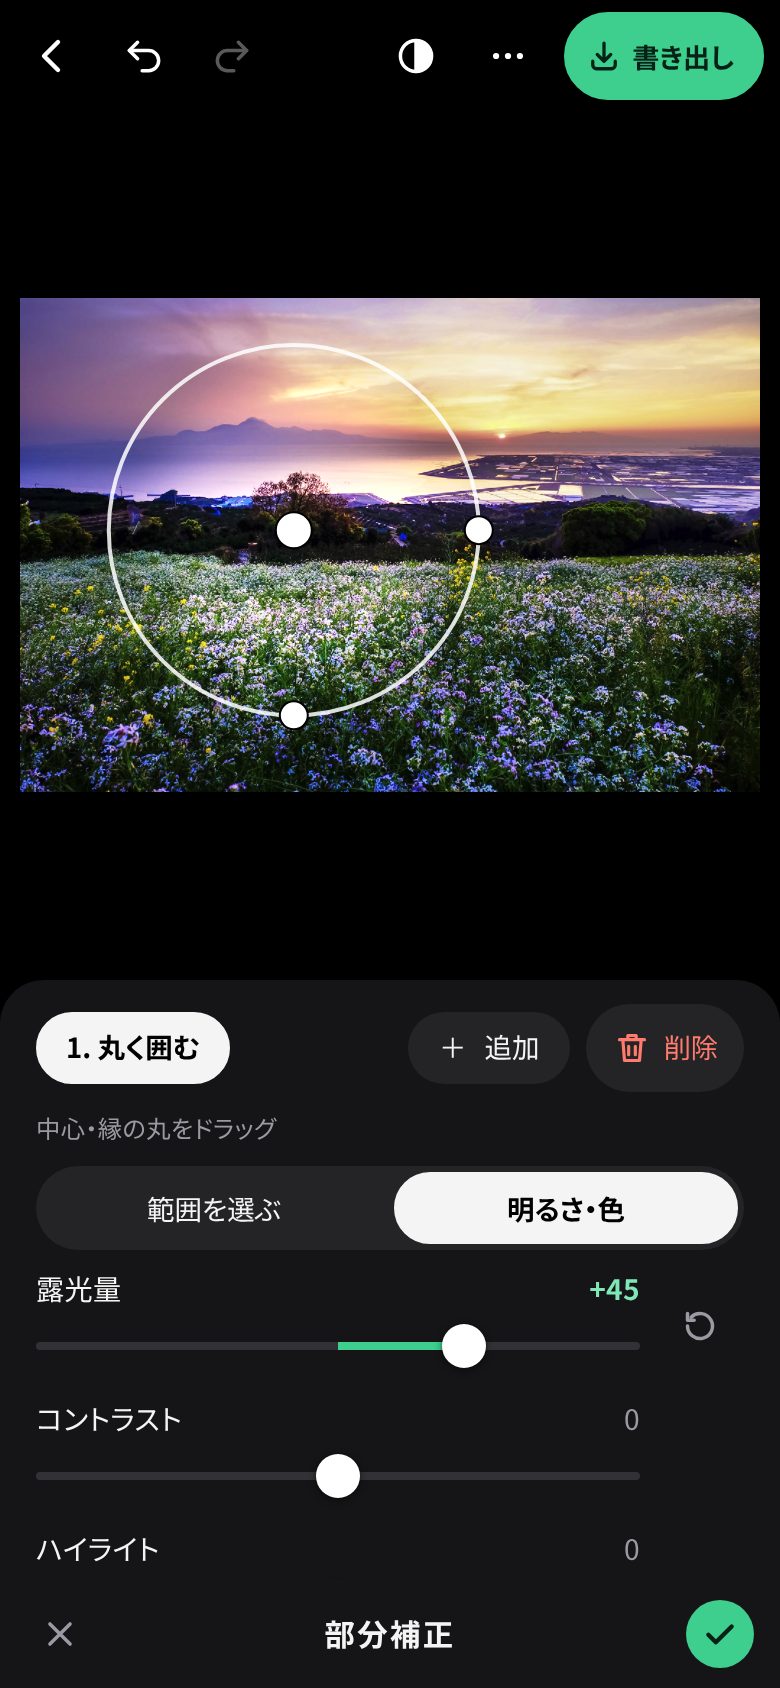 書き出し
1. 丸く囲む
追加
削除
中心・縁の丸をドラッグ
範囲を選ぶ
明るさ・色
露光量
+45
コントラスト
0
ハイライト
0
部分補正